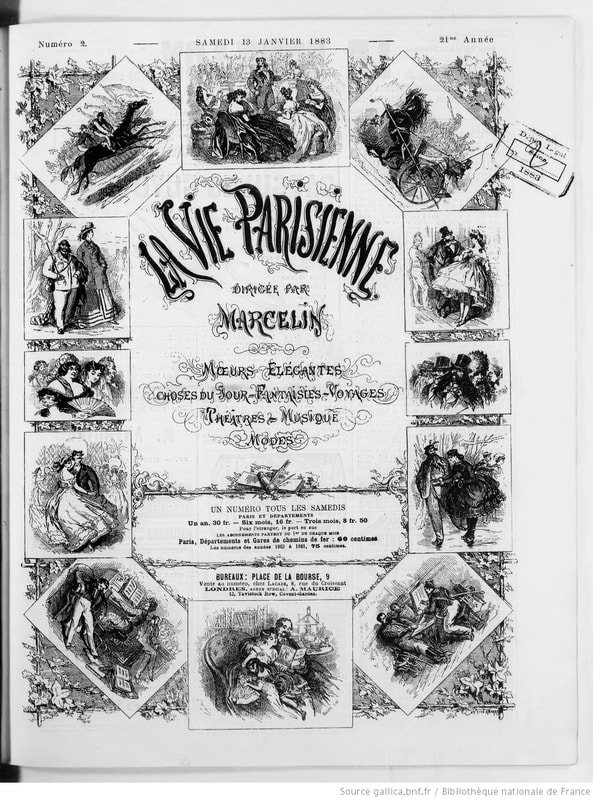 Numéro 2.
SAMEDI 13 JANVIER 1883
21me Année
Dépôt Légal
1883
LA VIE PARISIENNE
DIRIGÉE PAR
MARCELIN
MŒURS ÉLÉGANTES
CHOSES DU JOUR-FANTAISIES-VOYAGES
THÉATRES-MUSIQUE
MODES
UN NUMÉRO TOUS LES SAMEDIS
PARIS ET DÉPARTEMENTS
Un an, 30 fr. — Six mois, 16 fr. — Trois mois, 8 fr. 50
Pour l'étranger, le port en sus
LES ABONNEMENTS PARTENT DU 1er DE CHAQUE MOIS
Paris, Départements et Gares de chemins de fer : 60 centimes
Les numéros des années 1862 à 1881, 75 centimes.
BUREAUX: PLACE DE LA BOURSE, 9
Vente au numéro, chez LACAZE, 8, rue du Croissant
LONDRES, AGENT SPÉCIAL: A. MAURICE
13, Tavistock Row, Covent-Garden.
Source gallica.bnf.fr / Bibliothèque nationale de France